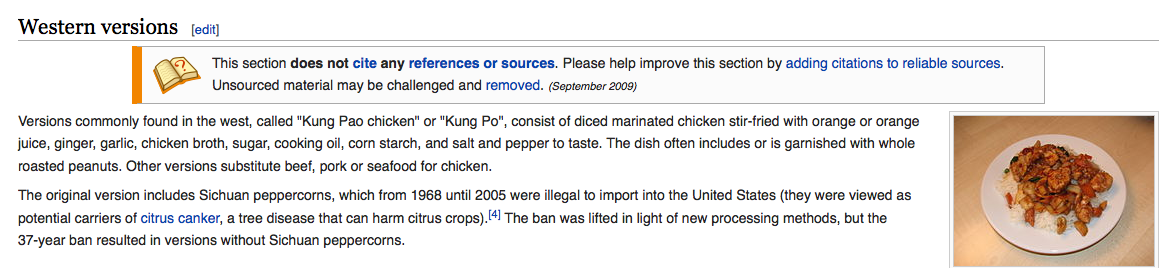 Western versions [edit]
This section does not cite any references or sources. Please help improve this section by adding citations to reliable sources.
Unsourced material may be challenged and removed. (September 2009)
Versions commonly found in the west, called "Kung Pao chicken" or "Kung Po", consist of diced marinated chicken stir-fried with orange or orange
juice, ginger, garlic, chicken broth, sugar, cooking oil, corn starch, and salt and pepper to taste. The dish often includes or is garnished with whole
roasted peanuts. Other versions substitute beef, pork or seafood for chicken.
The original version includes Sichuan peppercorns, which from 1968 until 2005 were illegal to import into the United States (they were viewed as
potential carriers of citrus canker, a tree disease that can harm citrus crops).[4] The ban was lifted in light of new processing methods, but the
37-year ban resulted in versions without Sichuan peppercorns.